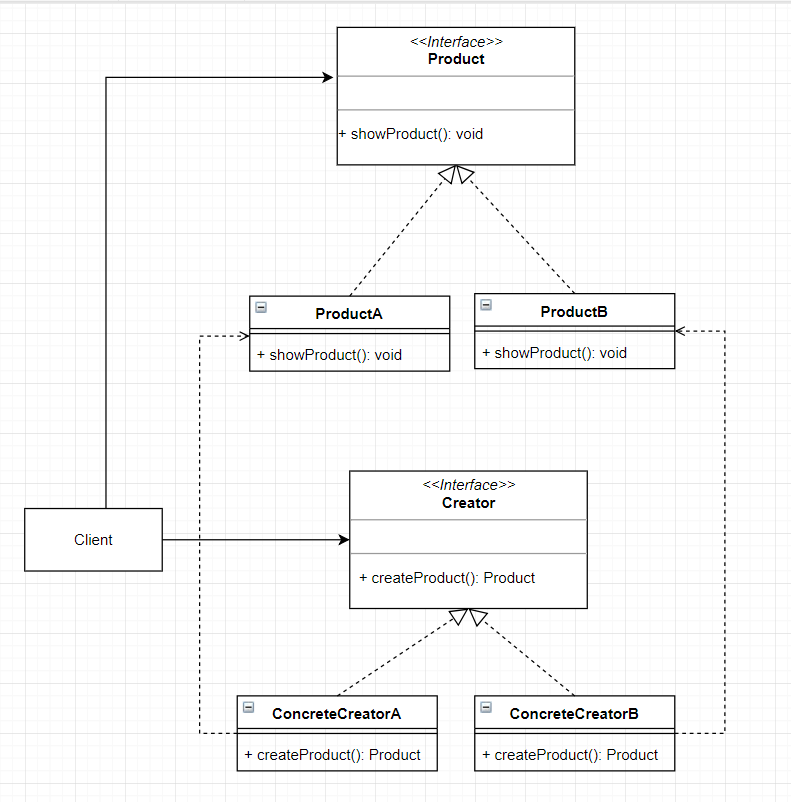 <<Interface>>
Product
+ showProduct(): void
ProductA
+ showProduct(): void
ProductB
+ showProduct(): void
<<Interface>>
Creator
+ createProduct(): Product
Client
ConcreteCreatorA
+ createProduct(): Product
ConcreteCreatorB
+ createProduct(): Product